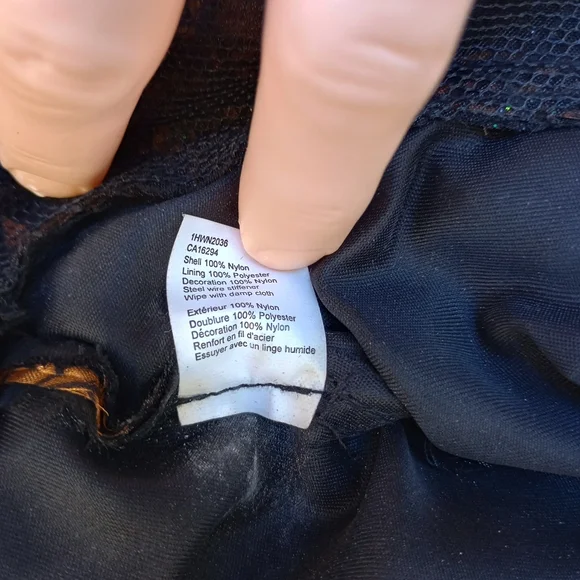 1HWN2036
CA16294
Shell 100% Nylon
Lining 100% Polyester
Decoration 100% Nylon
Steel wire stiffener
Wipe with damp cloth
Extérieur 100% Nylon
Doublure 100% Polyester
Décoration 100% Nylon
Renfort en fil d'acier
Essuyer avec un linge humide